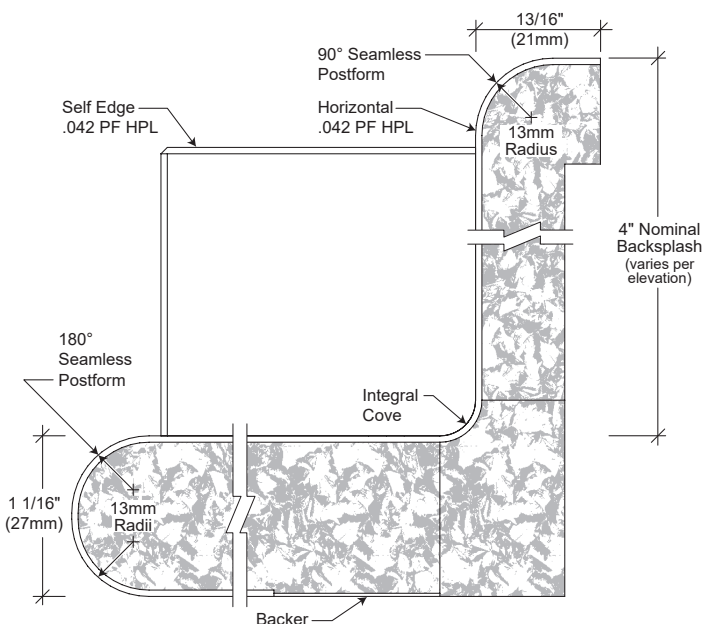 13/16"
(21mm)
90° Seamless
Postform
Self Edge
.042 PF HPL
Horizontal
.042 PF HPL
13mm
Radius
4" Nominal
Backsplash
(varies per
elevation)
180°
Seamless
Postform
Integral
Cove
1 1/16"
(27mm)
13mm
Radii
Backer